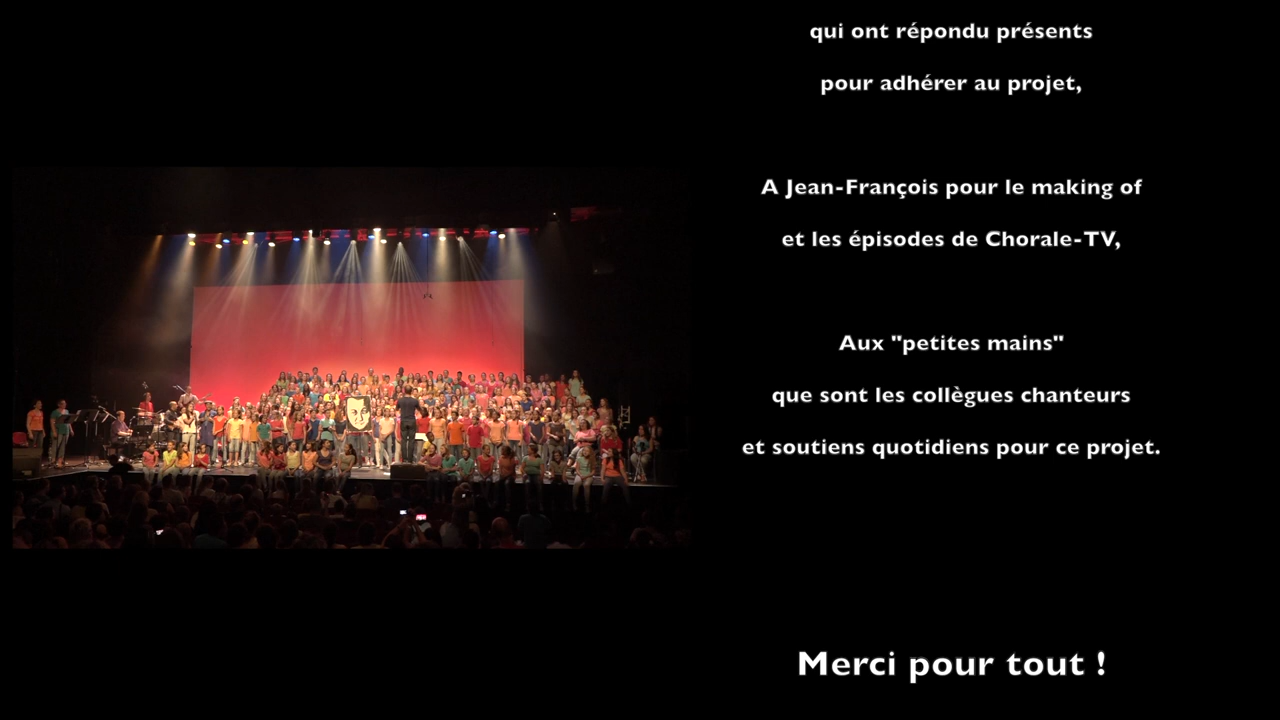 qui ont répondu présents
pour adhérer au projet,
A Jean-François pour le making of
et les épisodes de Chorale-TV,
Aux "petites mains"
que sont les collègues chanteurs
et soutiens quotidiens pour ce projet.
Merci pour tout !